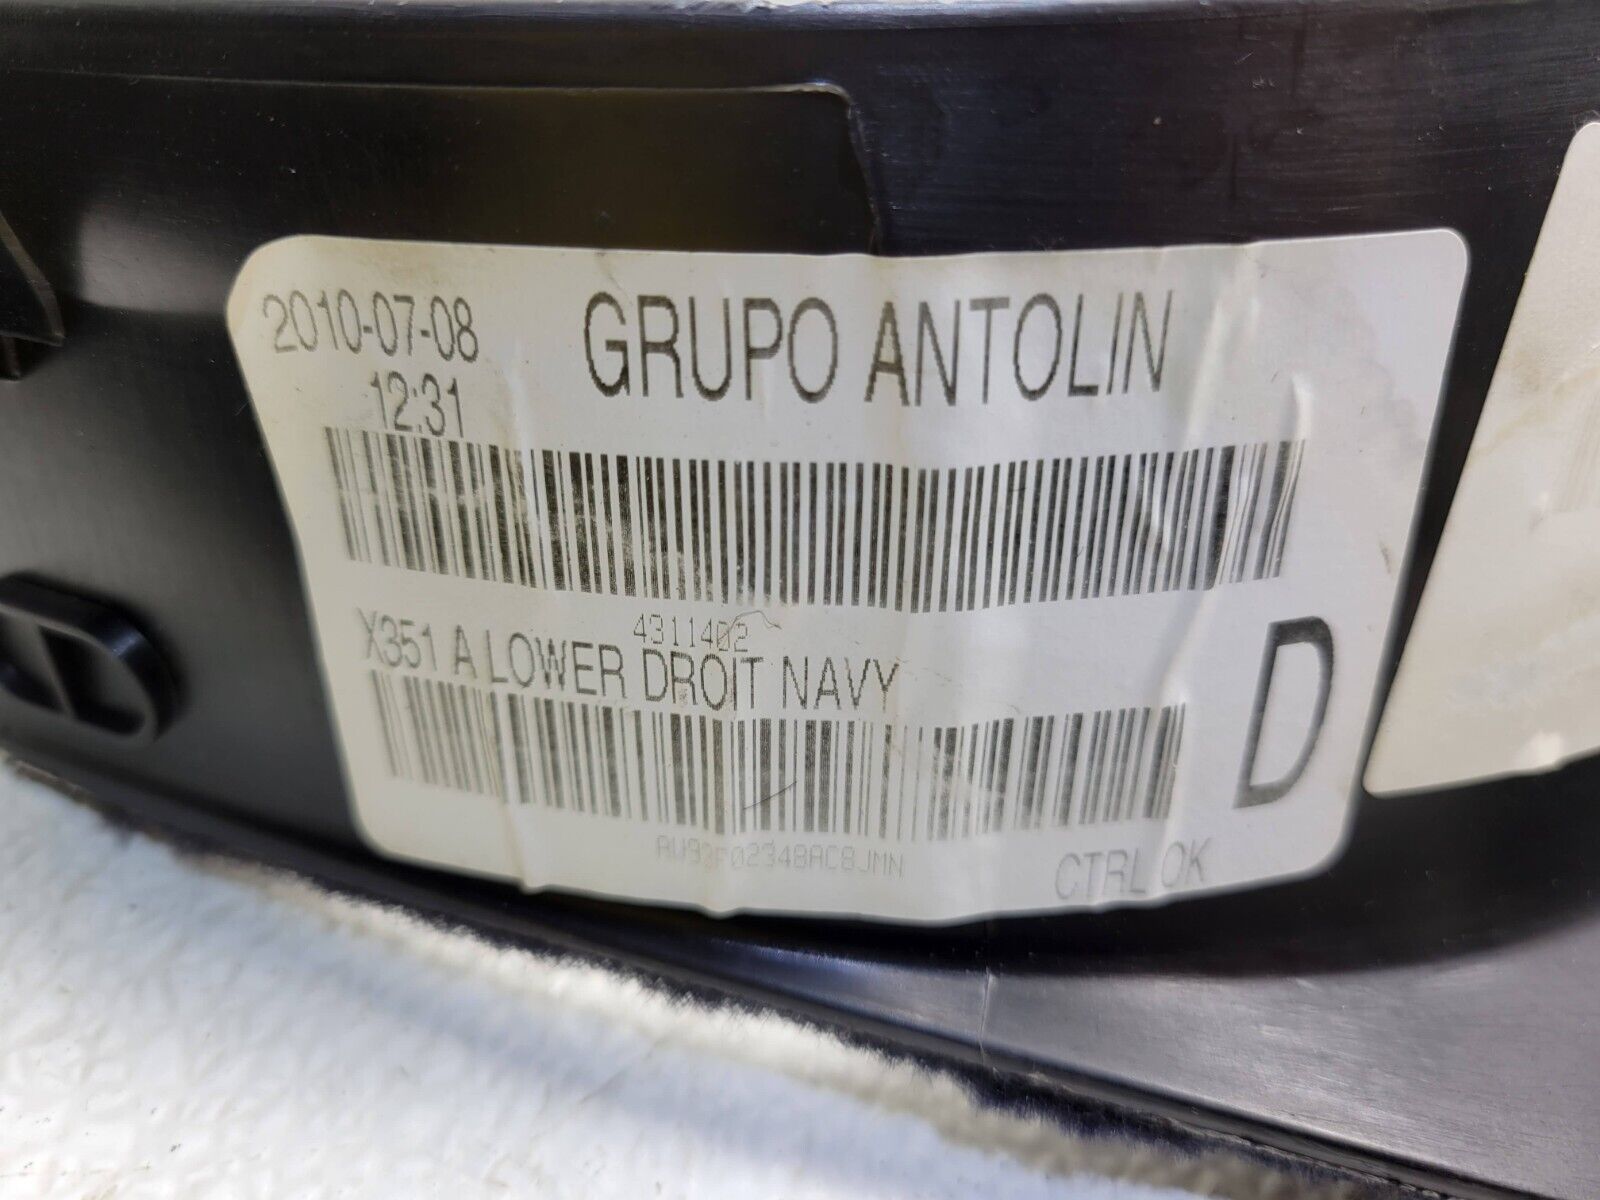 2010-07-08
12:31
GRUPO ANTOLIN
4311402
X351 A LOWER DROIT NAVY
D
CTRL OK